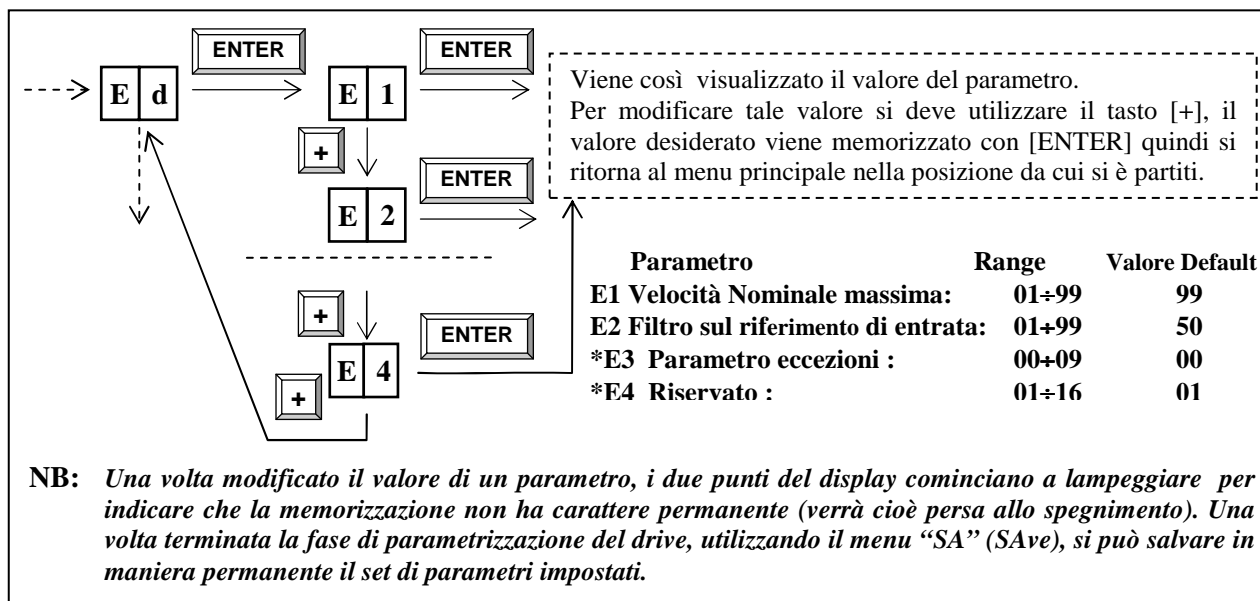 ENTER
ENTER
E d
E 1
Viene così visualizzato il valore del parametro.
Per modificare tale valore si deve utilizzare il tasto [+], il
valore desiderato viene memorizzato con [ENTER] quindi si
ritorna al menu principale nella posizione da cui si è partiti.
+
ENTER
E 2
Parametro Range Valore Default
E1 Velocità Nominale massima: 01÷99 99
E2 Filtro sul riferimento di entrata: 01÷99 50
*E3 Parametro eccezioni : 00÷09 00
*E4 Riservato : 01÷16 01
+
ENTER
E 4
+
NB: Una volta modificato il valore di un parametro, i due punti del display cominciano a lampeggiare per
indicare che la memorizzazione non ha carattere permanente (verrà cioè persa allo spegnimento). Una
volta terminata la fase di parametrizzazione del drive, utilizzando il menu “SA” (SAve), si può salvare in
maniera permanente il set di parametri impostati.